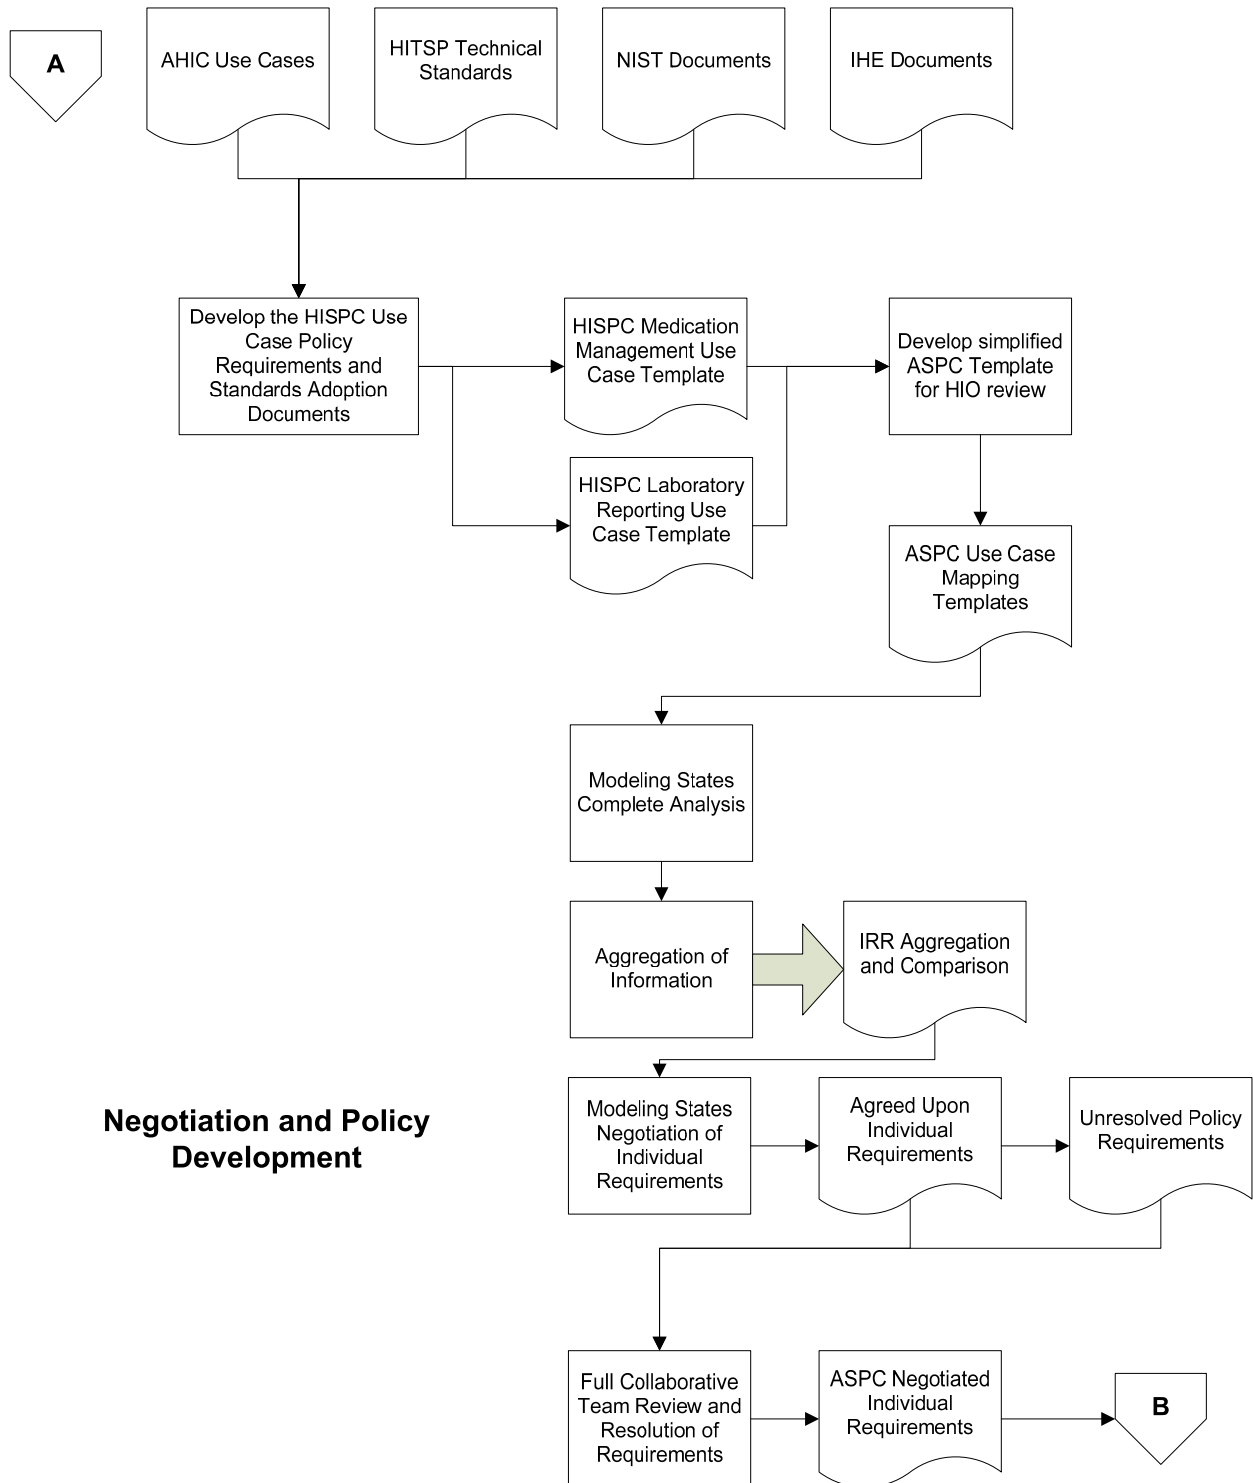 A
AHIC Use Cases
HITSP Technical
Standards
NIST Documents
IHE Documents
Develop the HISPC Use
Case Policy
Requirements and
Standards Adoption
Documents
HISPC Medication
Management Use
Case Template
Develop simplified
ASPC Template
for HIO review
HISPC Laboratory
Reporting Use
Case Template
ASPC Use Case
Mapping
Templates
Modeling States
Complete Analysis
Aggregation of
Information
IRR Aggregation
and Comparison
Negotiation and Policy
Development
Modeling States
Negotiation of
Individual
Requirements
Agreed Upon
Individual
Requirements
Unresolved Policy
Requirements
Full Collaborative
Team Review and
Resolution of
Requirements
ASPC Negotiated
Individual
Requirements
B